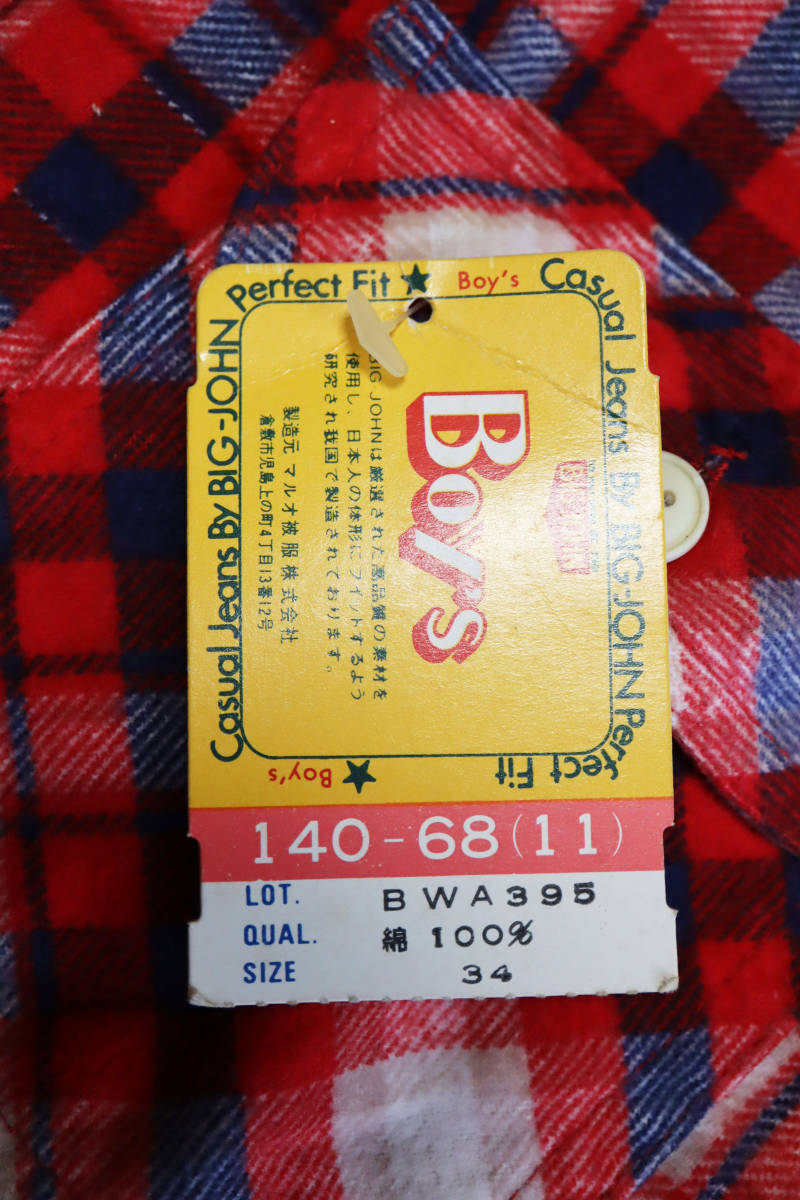 Perfect Fit ★ Boy's
Casual Jeans By BIG-JOHN
Perfect Fit ★ Boy's
Casual Jeans By BIG-JOHN
BIG JOHN
Boy's
BIG JOHNは厳選された高品質の素材を
使用し、日本人の体形にフイットするよう
研究され我国で製造されております。
製造元 マルオ被服株式会社
倉敷市児島上の町4丁目13番12号
140-68(11)
LOT. BWA395
QUAL. 綿 100%
SIZE 34